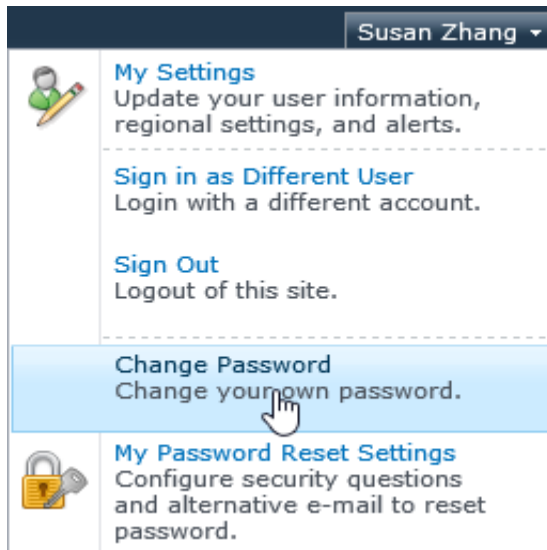 Susan Zhang
My Settings
Update your user information,
regional settings, and alerts.
Sign in as Different User
Login with a different account.
Sign Out
Logout of this site.
Change Password
Change your own password.
My Password Reset Settings
Configure security questions
and alternative e-mail to reset
password.